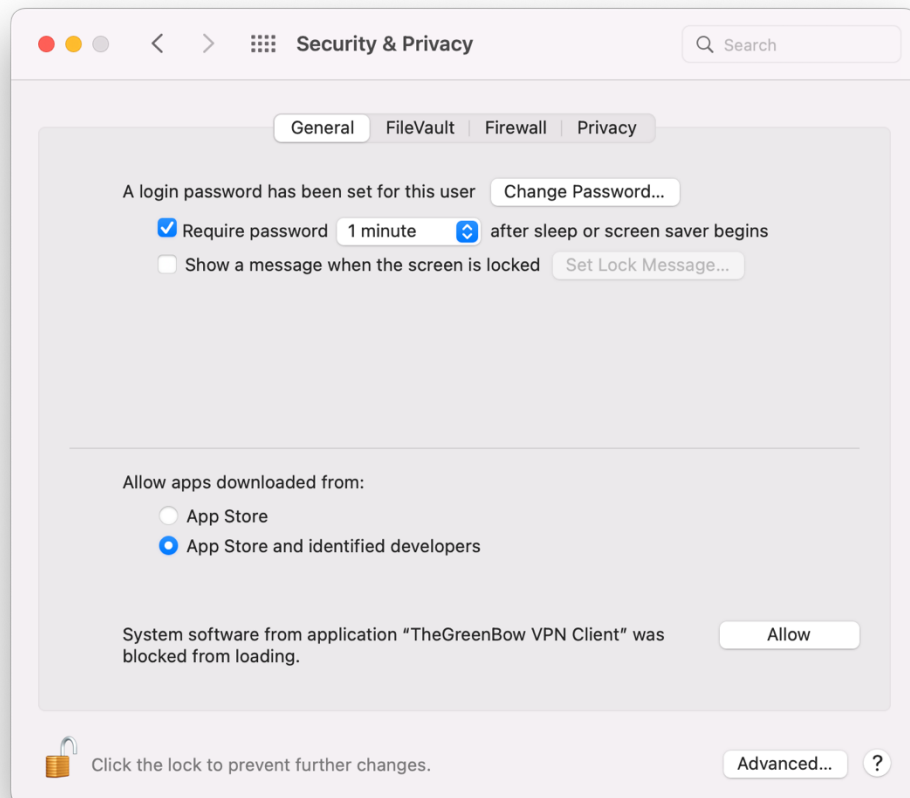 Security & Privacy
Search
General FileVault Firewall Privacy
A login password has been set for this user Change Password...
Require password 1 minute after sleep or screen saver begins
Show a message when the screen is locked Set Lock Message...
Allow apps downloaded from:
App Store
App Store and identified developers
System software from application “TheGreenBow VPN Client” was Allow
blocked from loading.
Click the lock to prevent further changes. Advanced... ?